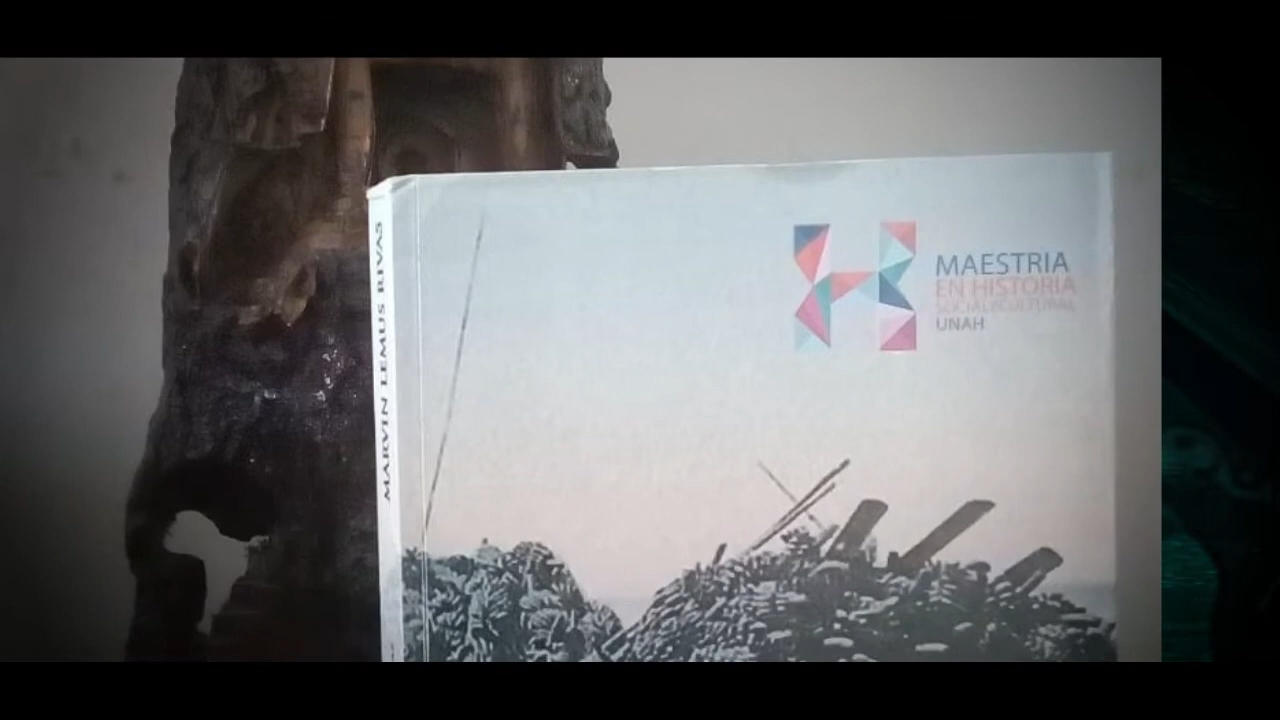 MARVIN LEMUS RIVAS
MAESTRIA
EN HISTORIA
SOCIAL Y CULTURAL
UNAH